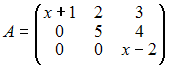 A = ( x + 1 2 3
0 5 4
0 0 x − 2 )